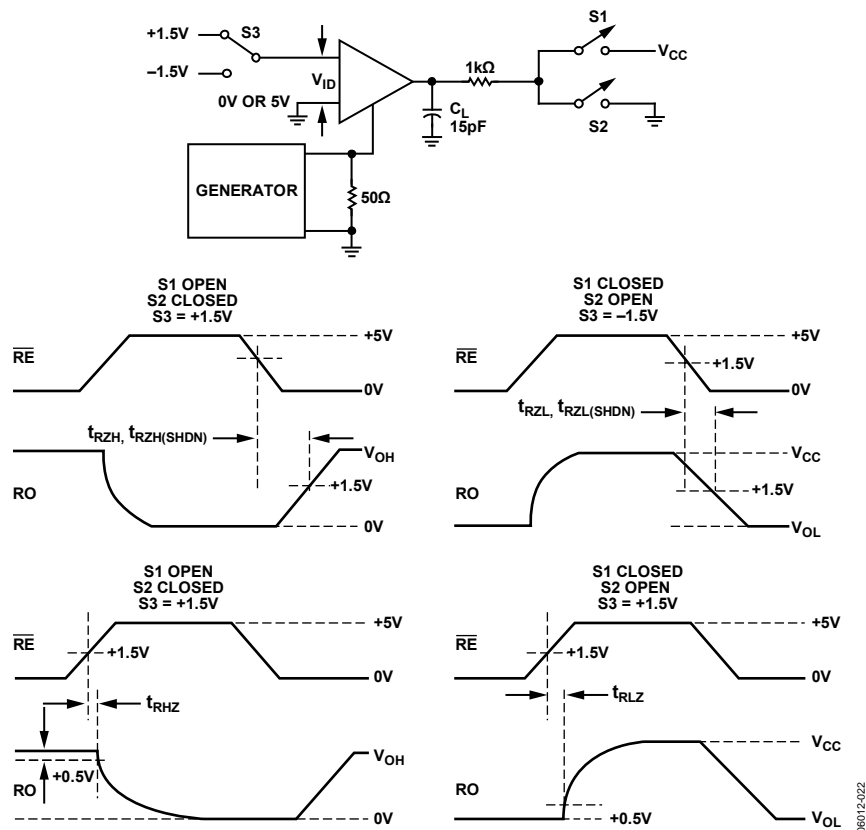 +1.5V
S3
–1.5V
V_ID
0V OR 5V
1kΩ
S1
V_CC
C_L
15pF
S2
GENERATOR
50Ω
S1 OPEN
S2 CLOSED
S3 = +1.5V
RE
+5V
0V
t_RZH, t_RZH(SHDN)
RO
V_OH
+1.5V
0V
S1 CLOSED
S2 OPEN
S3 = –1.5V
RE
+5V
+1.5V
0V
t_RZL, t_RZL(SHDN)
RO
V_CC
+1.5V
V_OL
S1 OPEN
S2 CLOSED
S3 = +1.5V
RE
+5V
+1.5V
0V
t_RHZ
RO
+0.5V
V_OH
0V
S1 CLOSED
S2 OPEN
S3 = +1.5V
RE
+5V
+1.5V
0V
t_RLZ
RO
V_CC
+0.5V
V_OL
06012-022